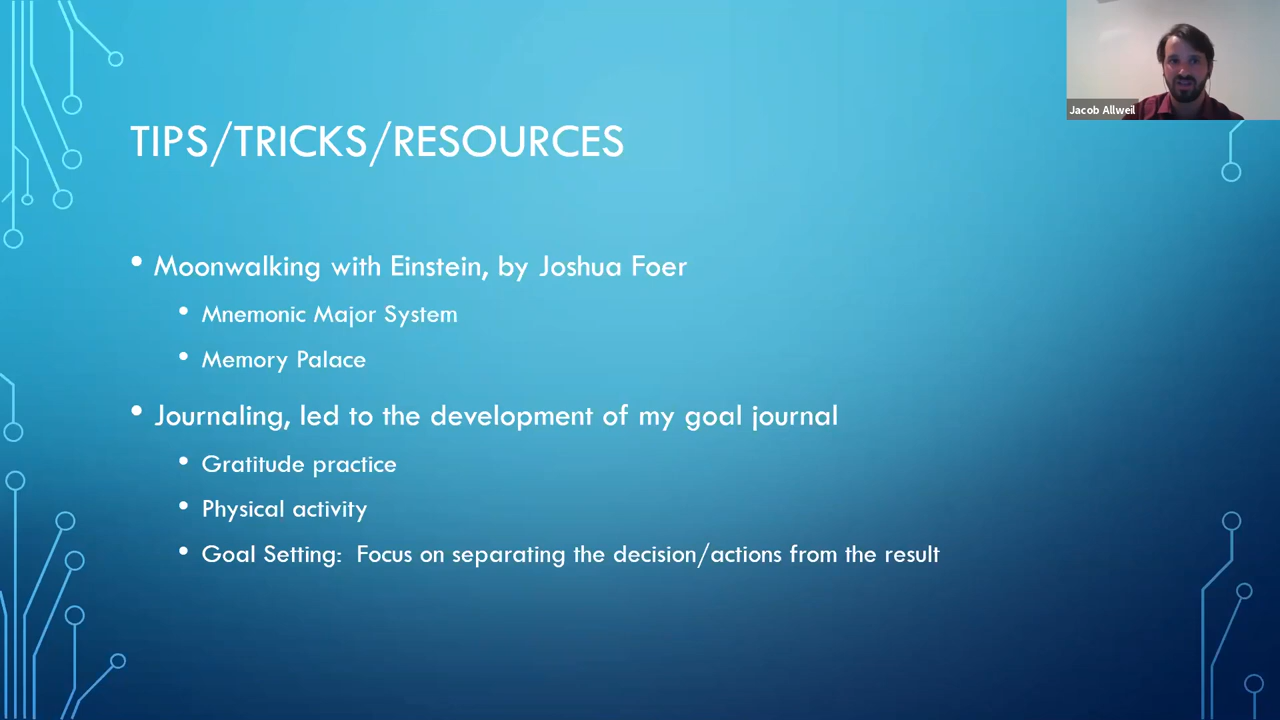 Jacob Allweil
TIPS/TRICKS/RESOURCES
• Moonwalking with Einstein, by Joshua Foer
• Mnemonic Major System
• Memory Palace
• Journaling, led to the development of my goal journal
• Gratitude practice
• Physical activity
• Goal Setting:  Focus on separating the decision/actions from the result